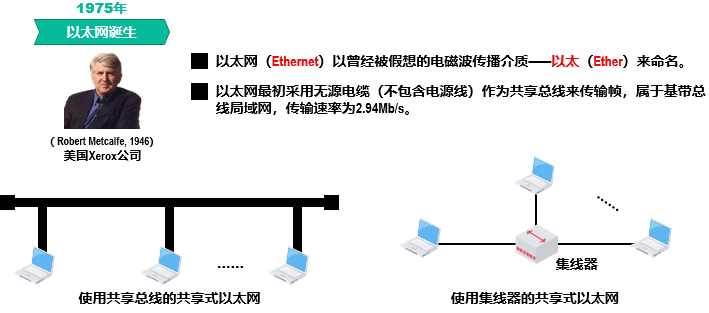 1975年
以太网诞生
（Robert Metcalfe, 1946）
美国Xerox公司
以太网（Ethernet）以曾经被假想的电磁波传播介质——以太（Ether）来命名。
以太网最初采用无源电缆（不包含电源线）作为共享总线来传输帧，属于基带总
线局域网，传输速率为2.94Mb/s。
......
使用共享总线的共享式以太网
......
集线器
使用集线器的共享式以太网